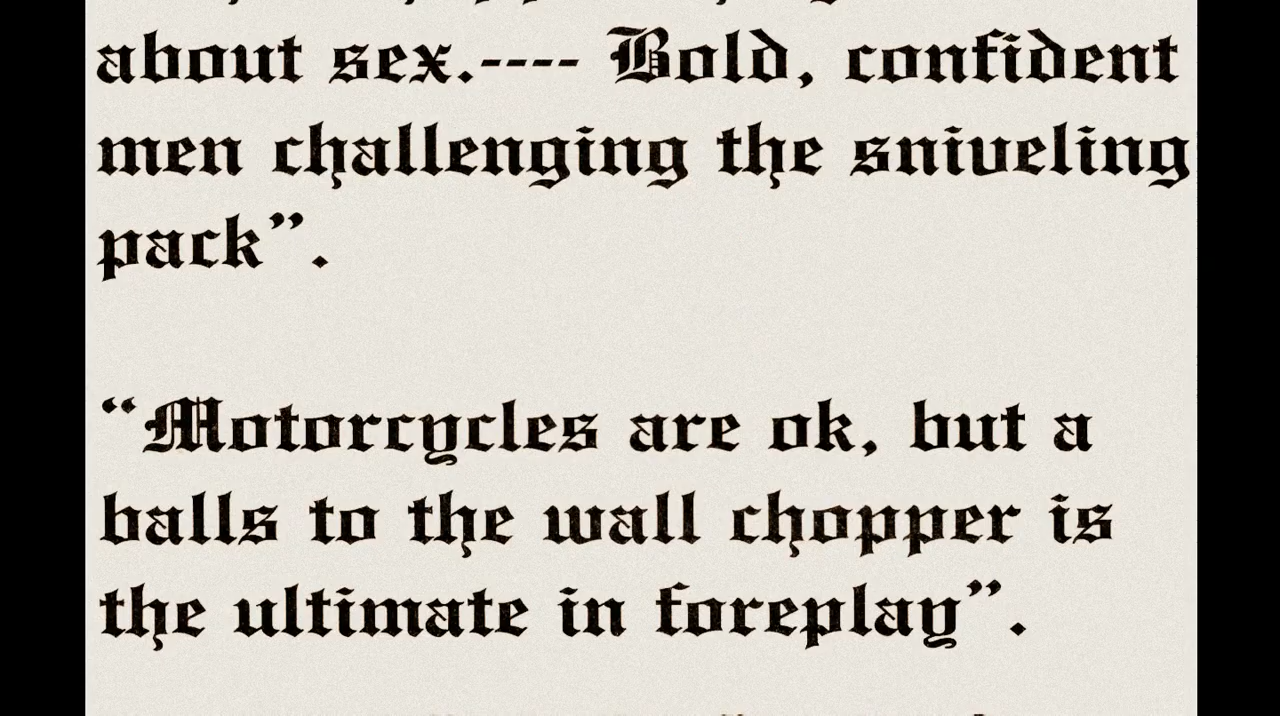 about sex.---- Bold, confident
men challenging the sniveling
pack”.
“Motorcycles are ok, but a
balls to the wall chopper is
the ultimate in foreplay”.